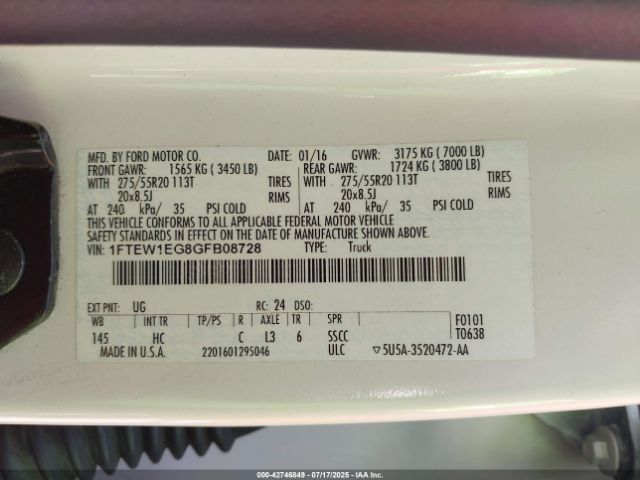 MFD. BY FORD MOTOR CO. DATE: 01/16 GVWR: 3175 KG ( 7000 LB)
FRONT GAWR: 1565 KG ( 3450 LB) REAR GAWR: 1724 KG ( 3800 LB)
WITH 275/55R20 113T TIRES WITH 275/55R20 113T TIRES
20x8.5J RIMS 20x8.5J RIMS
AT 240 kPa/ 35 PSI COLD AT 240 kPa/ 35 PSI COLD
THIS VEHICLE CONFORMS TO ALL APPLICABLE FEDERAL MOTOR VEHICLE
SAFETY STANDARDS IN EFFECT ON THE DATE OF MANUFACTURE SHOWN ABOVE.
VIN: 1FTEW1EG8GFB08728 TYPE: Truck
EXT PNT: UG RC: 24 DSO:
WB INT TR TP/PS R AXLE TR SPR F0101
145 HC C L3 6 SSCC T0638
MADE IN U.S.A. 2201601295046 ULC ▽5U5A-3520472-AA
000-42746849 - 07/17/2025 - IAAI.com